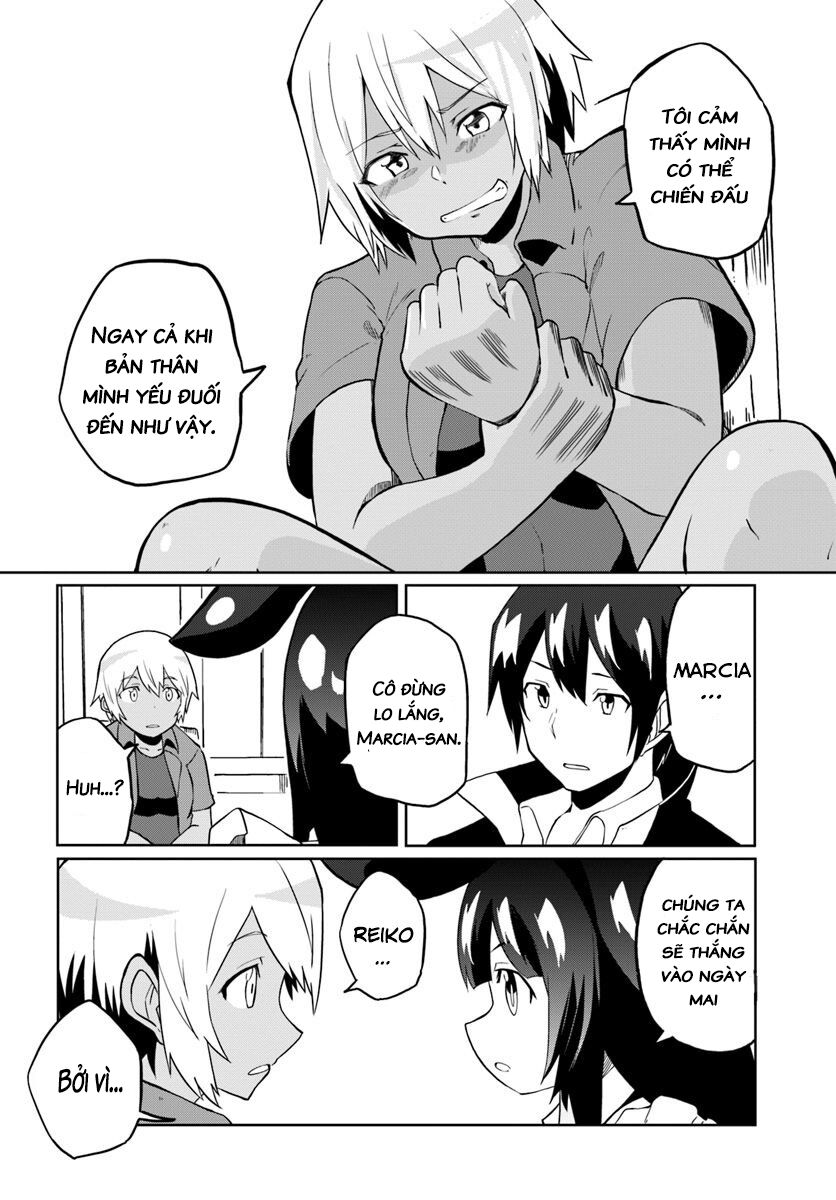 TÔI CẢM
THẤY MÌNH
CÓ THỂ
CHIẾN ĐẤU
NGAY CẢ KHI
BẢN THÂN
MÌNH YẾU ĐUỐI
ĐẾN NHƯ VẬY.
MARCIA
...
CÔ ĐỪNG
LO LẮNG,
MARCIA-SAN.
HUH...?
CHÚNG TA
CHẮC CHẮN
SẼ THẮNG
VÀO NGÀY
MAI
REIKO
...
BỞI VÌ...